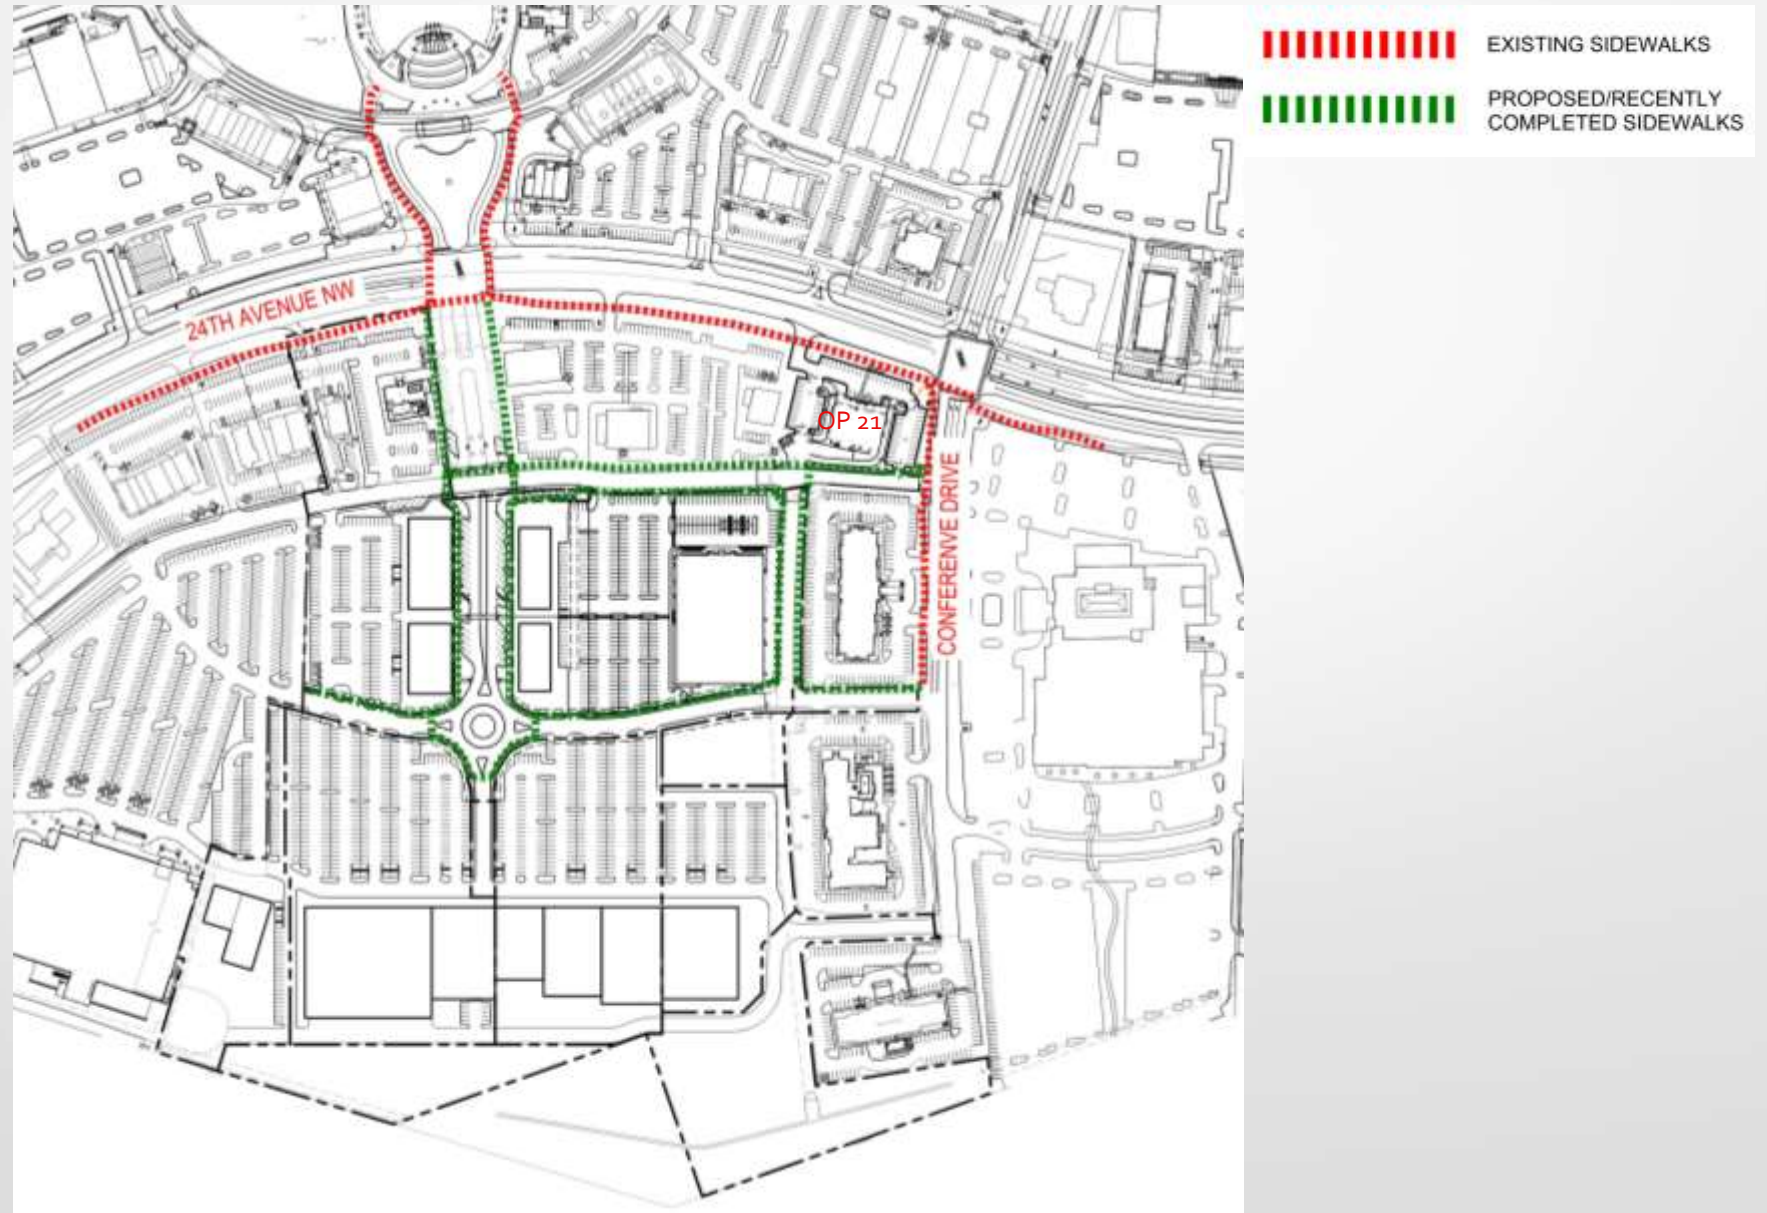 EXISTING SIDEWALKS
PROPOSED/RECENTLY
COMPLETED SIDEWALKS
24TH AVENUE NW
OP 21
CONFERENVE DRIVE